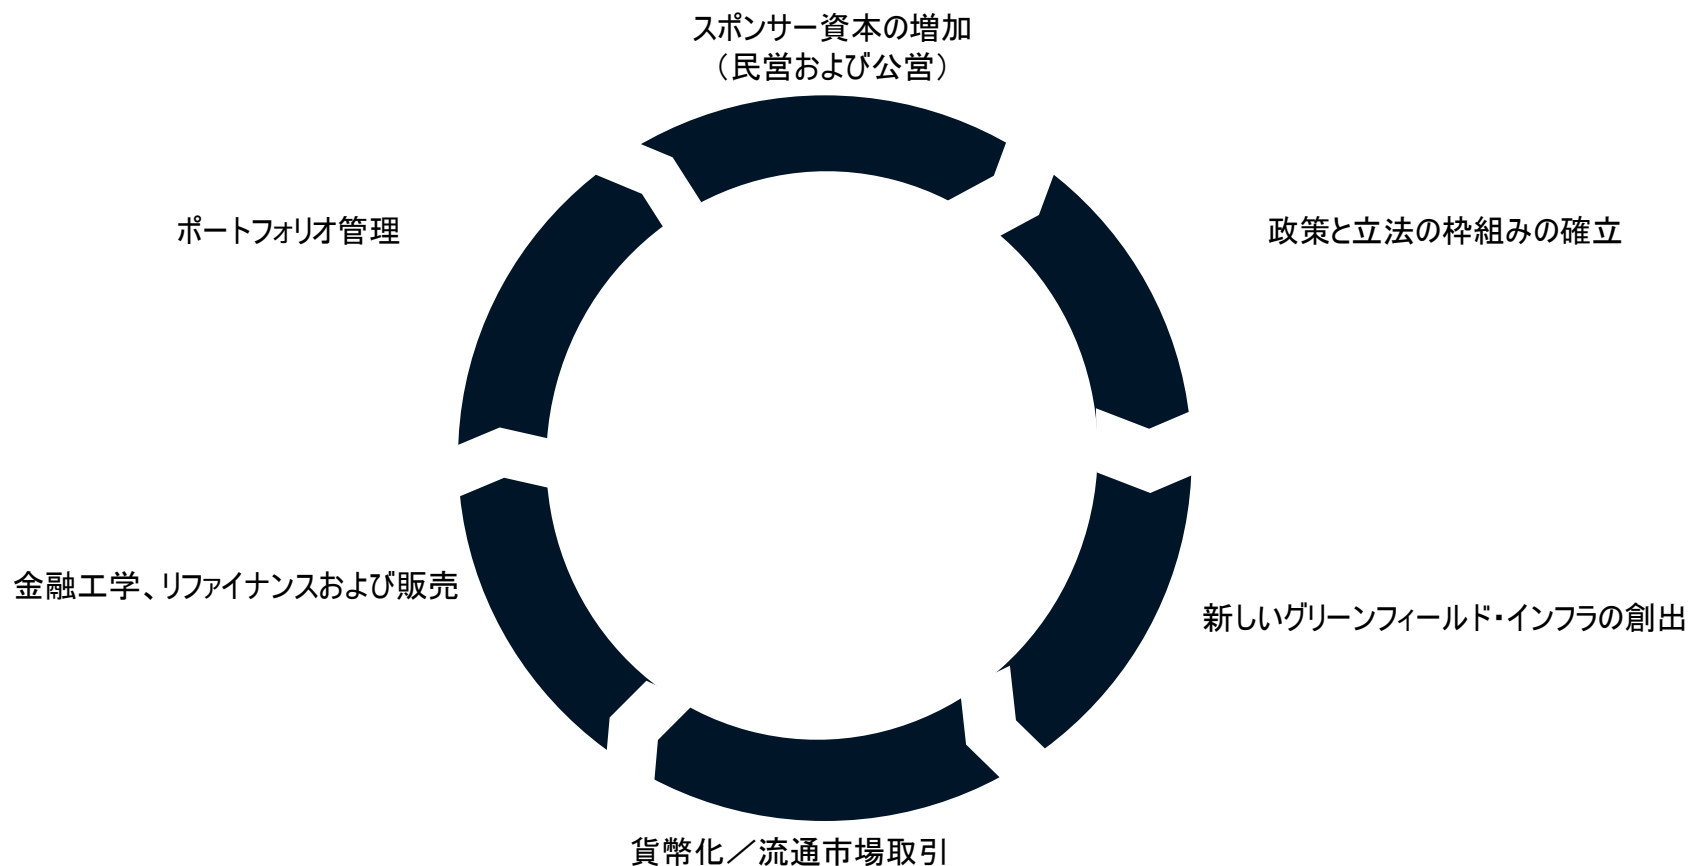 スポンサー資本の増加
（民営および公営）
ポートフォリオ管理
政策と立法の枠組みの確立
金融工学、リファイナンスおよび販売
新しいグリーンフィールド・インフラの創出
貨幣化／流通市場取引